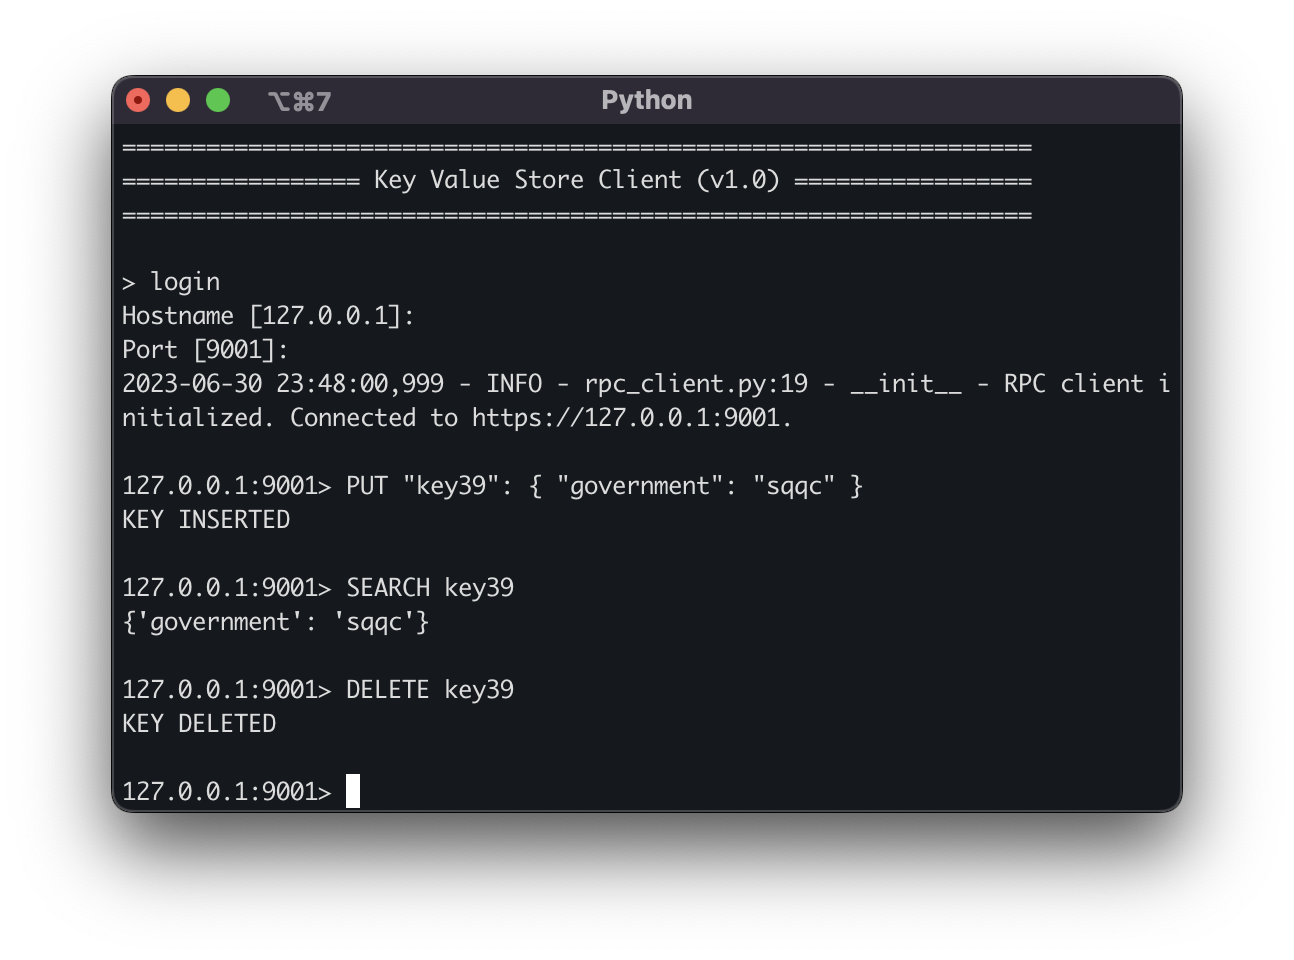 ⌥⌘7 Python
=================================================================
================= Key Value Store Client (v1.0) =================
=================================================================
> login
Hostname [127.0.0.1]:
Port [9001]:
2023-06-30 23:48:00,999 - INFO - rpc_client.py:19 - __init__ - RPC client i
nitialized. Connected to https://127.0.0.1:9001.
127.0.0.1:9001> PUT "key39": { "government": "sqqc" }
KEY INSERTED
127.0.0.1:9001> SEARCH key39
{'government': 'sqqc'}
127.0.0.1:9001> DELETE key39
KEY DELETED
127.0.0.1:9001>